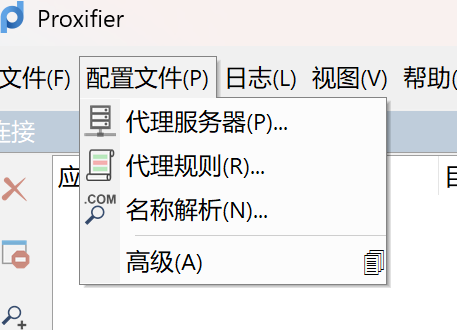 Proxifier
文件(F) 配置文件(P) 日志(L) 视图(V) 帮助(
连接
代理服务器(P)...
应
代理规则(R)...
.COM
名称解析(N)...
高级(A)